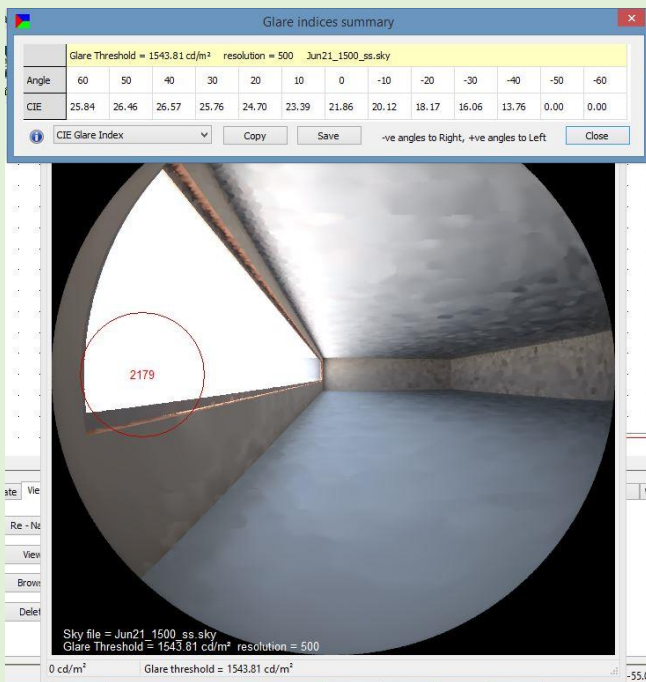 Glare indices summary
Glare Threshold = 1543.81 cd/m² resolution = 500 Jun21_1500_ss.sky
Angle 60 50 40 30 20 10 0 -10 -20 -30 -40 -50 -60
CIE 25.84 26.46 26.57 25.76 24.70 23.39 21.86 20.12 18.17 16.06 13.76 0.00 0.00
CIE Glare Index Copy Save -ve angles to Right, +ve angles to Left Close
2179
ate Vie
Re - Na
View
Brows
Delet
Sky file = Jun21_1500_ss.sky
Glare Threshold = 1543.81 cd/m² resolution = 500
0 cd/m² Glare threshold = 1543.81 cd/m²